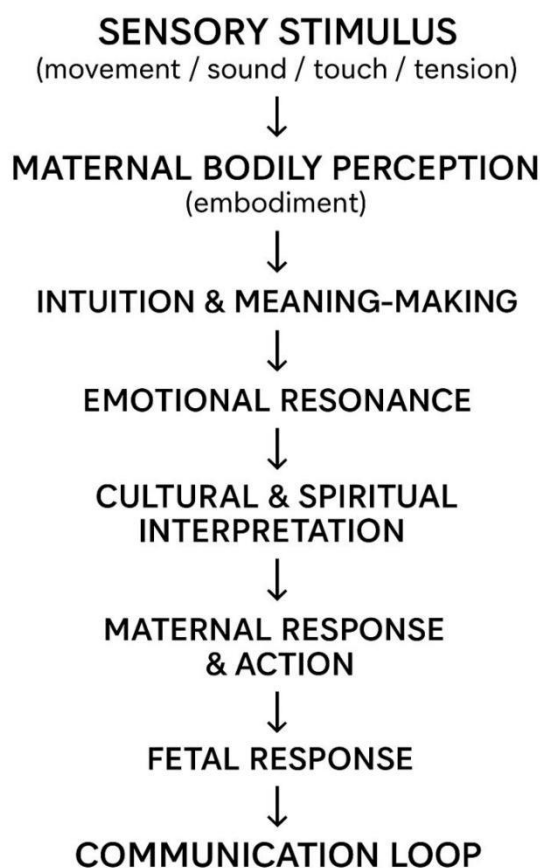 SENSORY STIMULUS
(movement / sound / touch / tension)
↓
MATERNAL BODILY PERCEPTION
(embodiment)
↓
INTUITION & MEANING-MAKING
↓
EMOTIONAL RESONANCE
↓
CULTURAL & SPIRITUAL
INTERPRETATION
↓
MATERNAL RESPONSE
& ACTION
↓
FETAL RESPONSE
↓
COMMUNICATION LOOP